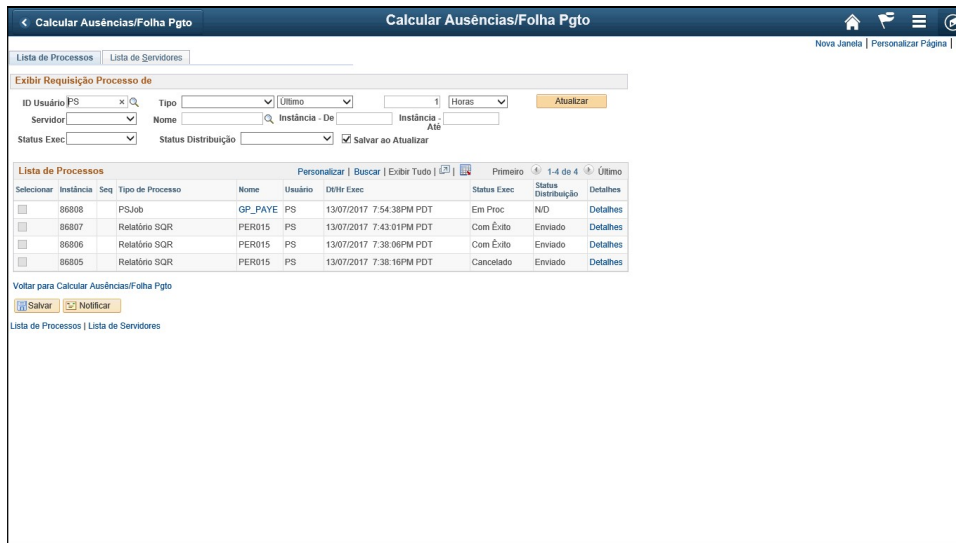 Calcular Ausências/Folha Pgto
Calcular Ausências/Folha Pgto
Nova Janela | Personalizar Página |
Lista de Processos
Lista de Servidores
Exibir Requisição Processo de
ID Usuário PS Tipo Último 1 Horas Atualizar
Servidor Nome Instância - De Instância - Até
Status Exec Status Distribuição Salvar ao Atualizar
Lista de Processos Personalizar | Buscar | Exibir Tudo | | Primeiro 1-4 de 4 Último
Selecionar Instância Seq Tipo de Processo Nome Usuário Dt/Hr Exec Status Exec Status Distribuição Detalhes
86808 PSJob GP_PAYE PS 13/07/2017 7:54:38PM PDT Em Proc N/D Detalhes
86807 Relatório SQR PER015 PS 13/07/2017 7:43:01PM PDT Com Êxito Enviado Detalhes
86806 Relatório SQR PER015 PS 13/07/2017 7:38:06PM PDT Com Êxito Enviado Detalhes
86805 Relatório SQR PER015 PS 13/07/2017 7:38:16PM PDT Cancelado Enviado Detalhes
Voltar para Calcular Ausências/Folha Pgto
Salvar Notificar
Lista de Processos | Lista de Servidores